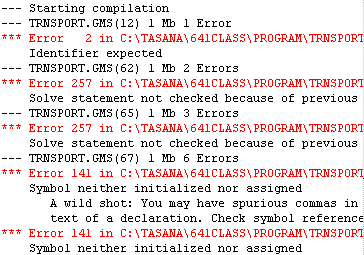 --- Starting compilation
--- TRNSPORT.GMS(12) 1 Mb 1 Error
*** Error   2 in C:\TASANA\641CLASS\PROGRAM\TRNSPORT
    Identifier expected
--- TRNSPORT.GMS(62) 1 Mb 2 Errors
*** Error 257 in C:\TASANA\641CLASS\PROGRAM\TRNSPORT
    Solve statement not checked because of previous
--- TRNSPORT.GMS(65) 1 Mb 3 Errors
*** Error 257 in C:\TASANA\641CLASS\PROGRAM\TRNSPORT
    Solve statement not checked because of previous
--- TRNSPORT.GMS(67) 1 Mb 6 Errors
*** Error 141 in C:\TASANA\641CLASS\PROGRAM\TRNSPORT
    Symbol neither initialized nor assigned
       A wild shot: You may have spurious commas in
       text of a declaration. Check symbol reference
*** Error 141 in C:\TASANA\641CLASS\PROGRAM\TRNSPORT
    Symbol neither initialized nor assigned